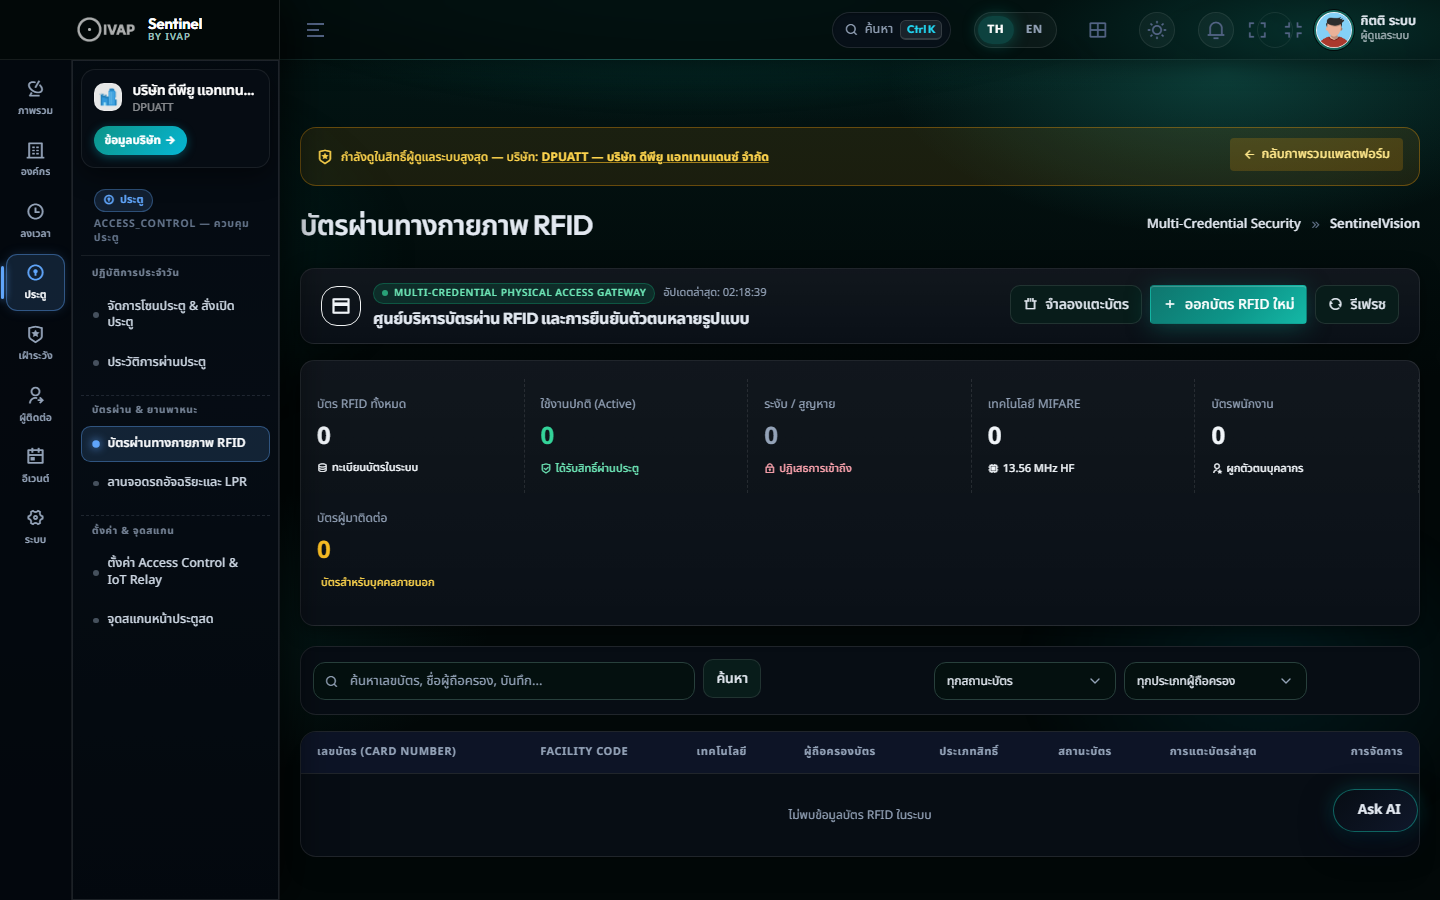 IVAP
Sentinel
BY IVAP
ค้นหา
Ctrl K
TH
EN
กิตติ ระบบ
ผู้ดูแลระบบ
ภาพรวม
องค์กร
ลงเวลา
ประตู
เฝ้าระวัง
ผู้ติดต่อ
อีเวนต์
ระบบ
บริษัท ดีพียู แอทเทน...
DPUATT
ข้อมูลบริษัท →
ประตู
ACCESS_CONTROL — ควบคุม
ประตู
ปฏิบัติการประจำวัน
จัดการโซนประตู & สั่งเปิด
ประตู
ประวัติการผ่านประตู
บัตรผ่าน & ยานพาหนะ
บัตรผ่านทางกายภาพ RFID
ลานจอดรถอัจฉริยะและ LPR
ตั้งค่า & จุดสแกน
ตั้งค่า Access Control &
IoT Relay
จุดสแกนหน้าประตูสด
กำลังดูในสิทธิ์ผู้ดูแลระบบสูงสุด — บริษัท: DPUATT — บริษัท ดีพียู แอทเทนแดนซ์ จำกัด
← กลับภาพรวมแพลตฟอร์ม
บัตรผ่านทางกายภาพ RFID
Multi-Credential Security » SentinelVision
MULTI-CREDENTIAL PHYSICAL ACCESS GATEWAY
อัปเดตล่าสุด: 02:18:39
ศูนย์บริหารบัตรผ่าน RFID และการยืนยันตัวตนหลายรูปแบบ
จำลองแตะบัตร
+ ออกบัตร RFID ใหม่
รีเฟรช
บัตร RFID ทั้งหมด
0
ทะเบียนบัตรในระบบ
ใช้งานปกติ (Active)
0
ได้รับสิทธิ์ผ่านประตู
ระงับ / สูญหาย
0
ปฏิเสธการเข้าถึง
เทคโนโลยี MIFARE
0
13.56 MHz HF
บัตรพนักงาน
0
ผูกตัวตนบุคลากร
บัตรผู้มาติดต่อ
0
บัตรสำหรับบุคคลภายนอก
ค้นหาเลขบัตร, ชื่อผู้ถือครอง, บันทึก...
ค้นหา
ทุกสถานะบัตร
ทุกประเภทผู้ถือครอง
เลขบัตร (CARD NUMBER)
FACILITY CODE
เทคโนโลยี
ผู้ถือครองบัตร
ประเภทสิทธิ์
สถานะบัตร
การแตะบัตรล่าสุด
การจัดการ
ไม่พบข้อมูลบัตร RFID ในระบบ
Ask AI